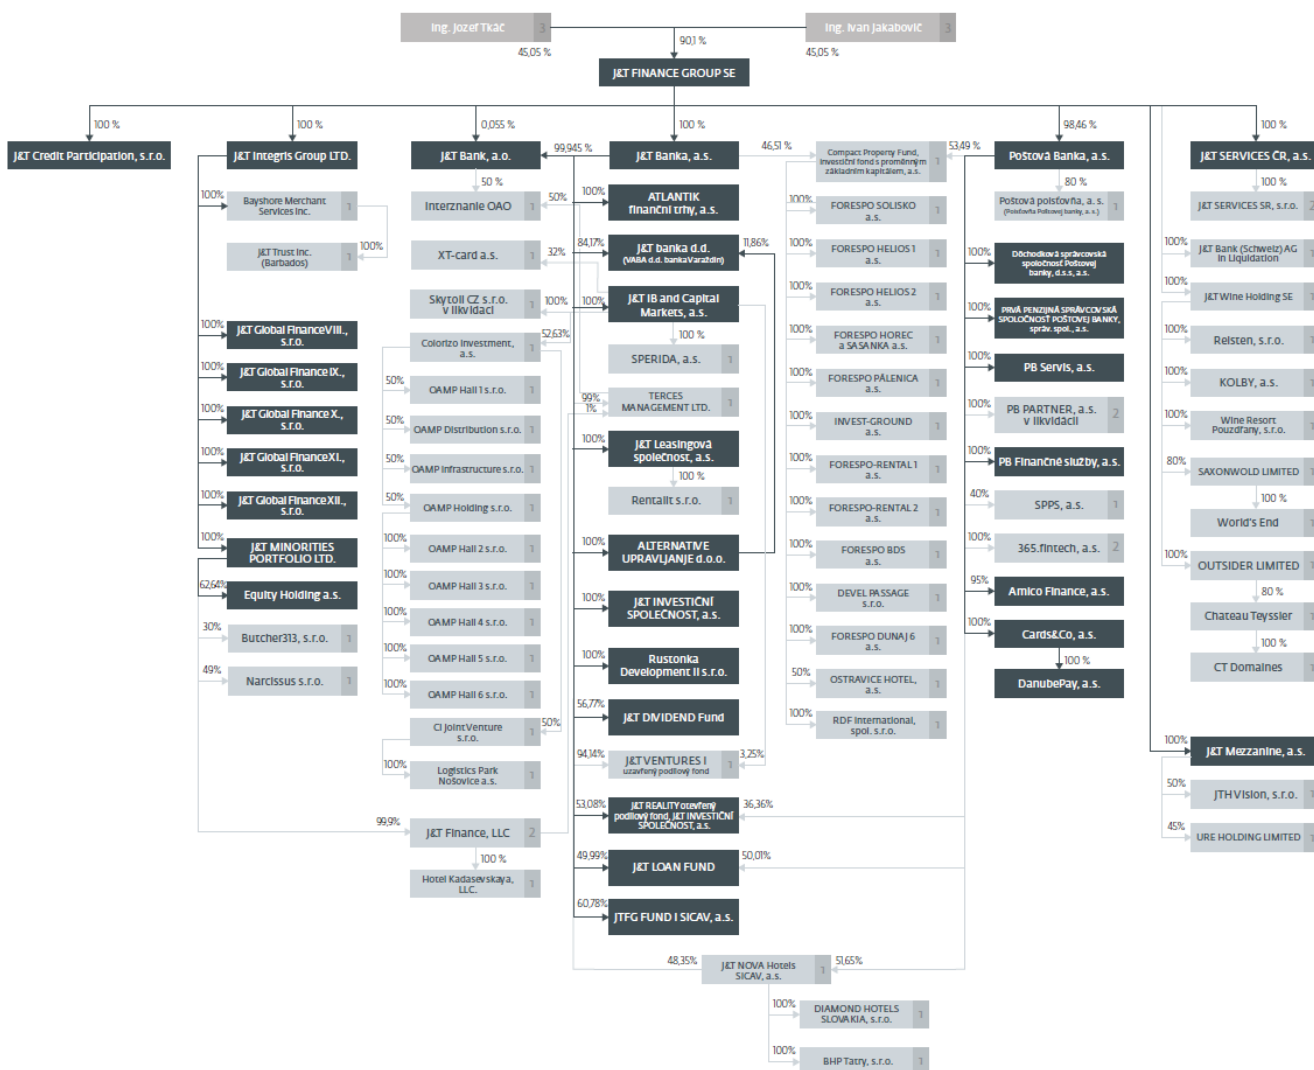 Ing. Jozef Tkáč 3
Ing. Ivan Jakabovič 3
45,05 %
90,1 %
45,05 %
J&T FINANCE GROUP SE
100 %
100 %
0,055 %
100 %
98,46 %
100 %
J&T Credit Participation, s.r.o.
J&T Integris Group LTD.
J&T Bank, a.o.
99,945 %
J&T Banka, a.s.
46,51 %
Compact Property Fund,
investiční fond s proměnným
základním kapitálem, a.s.
1
53,49 %
Poštová Banka, a.s.
J&T SERVICES ČR, a.s.
100%
Bayshore Merchant
Services Inc.
1
J&T Trust Inc.
(Barbados)
1
100%
100%
J&T Global Finance VIII.,
s.r.o.
100%
J&T Global Finance IX.,
s.r.o.
100%
J&T Global Finance X.,
s.r.o.
100%
J&T Global Finance XI.,
s.r.o.
100%
J&T Global Finance XII.,
s.r.o.
100%
J&T MINORITIES
PORTFOLIO LTD.
62,64%
Equity Holding a.s.
30%
Butcher313, s.r.o. 1
49%
Narcissus s.r.o. 1
99,9%
J&T Finance, LLC 2
100 %
Hotel Kadasevskaya,
LLC.
1
50 %
Interznanie OAO 1
50%
XT-card a.s. 1
32%
Skytoll CZ s.r.o.
v likvidaci
1
100%
Colorizo Investment,
a.s.
1
52,63%
50%
OAMP Hall 1 s.r.o. 1
50%
OAMP Distribution s.r.o. 1
50%
OAMP Infrastructure s.r.o. 1
50%
OAMP Holding s.r.o. 1
100%
OAMP Hall 2 s.r.o. 1
100%
OAMP Hall 3 s.r.o. 1
100%
OAMP Hall 4 s.r.o. 1
100%
OAMP Hall 5 s.r.o. 1
100%
OAMP Hall 6 s.r.o. 1
CI Joint Venture
s.r.o.
1
50%
100%
Logistics Park
Nošovice a.s.
1
100%
ATLANTIK
finanční trhy, a.s.
84,17%
J&T banka d.d.
(VABA d.d. banka Varaždin)
11,86%
100%
J&T IB and Capital
Markets, a.s.
100 %
SPERIDA, a.s. 1
99%
1%
TERCES
MANAGEMENT LTD.
1
100%
J&T Leasingová
společnost, a.s.
100 %
Rentalit s.r.o. 1
100%
ALTERNATIVE
UPRAVLJANJE d.o.o.
100%
J&T INVESTIČNÍ
SPOLEČNOST, a.s.
100%
Rustonka
Development II s.r.o.
56,77%
J&T DIVIDEND Fund
94,14%
J&T VENTURES I
uzavřený podílový fond
1
3,25%
53,08%
J&T REALITY otevřený
podílový fond, J&T INVESTIČNÍ
SPOLEČNOST, a.s.
36,36%
49,99%
J&T LOAN FUND
50,01%
60,78%
JTFG FUND I SICAV, a.s.
48,35%
J&T NOVA Hotels
SICAV, a.s.
1
51,65%
100%
DIAMOND HOTELS
SLOVAKIA, s.r.o.
1
100%
BHP Tatry, s.r.o. 1
100%
FORESPO SOLISKO
a.s.
1
100%
FORESPO HELIOS 1
a.s.
1
100%
FORESPO HELIOS 2
a.s.
1
100%
FORESPO HOREC
a SASANKA a.s.
1
100%
FORESPO PÁLENICA
a.s.
1
100%
INVEST-GROUND
a.s.
1
100%
FORESPO-RENTAL 1
a.s.
1
100%
FORESPO-RENTAL 2
a.s.
1
100%
FORESPO BDS
a.s.
1
100%
DEVEL PASSAGE
s.r.o.
1
100%
FORESPO DUNAJ 6
a.s.
1
50%
OSTRAVICE HOTEL,
a.s.
1
100%
RDF International,
spol. s.r.o.
1
80 %
Poštová poisťovňa, a. s.
(Poisťovňa Poštovej banky, a. s.)
1
100%
Dôchodková správcovská
spoločnosť Poštovej
banky, d.s.s, a.s.
100%
PRVÁ PENZIJNÁ SPRÁVCOVSKÁ
SPOLOČNOSŤ POŠTOVEJ BANKY,
správ. spol., a.s.
100%
PB Servis, a.s.
100%
PB PARTNER, a.s.
v likvidácii
2
100%
PB Finančné služby, a.s.
40%
SPPS, a.s. 1
100%
365.fintech, a.s. 2
95%
Amico Finance, a.s.
100%
Cards&Co, a.s.
100 %
DanubePay, a.s.
100 %
J&T SERVICES SR, s.r.o. 2
100%
J&T Bank (Schweiz) AG
in Liquidation
1
100%
J&T Wine Holding SE 1
100%
Reisten, s.r.o. 1
100%
KOLBY, a.s. 1
100%
Wine Resort
Pouzdřany, s.r.o.
1
80%
SAXONWOLD LIMITED 1
100 %
World's End 1
100%
OUTSIDER LIMITED 1
80 %
Chateau Teyssier 1
100 %
CT Domaines 1
100%
J&T Mezzanine, a.s.
50%
JTH Vision, s.r.o. 1
45%
URE HOLDING LIMITED 1